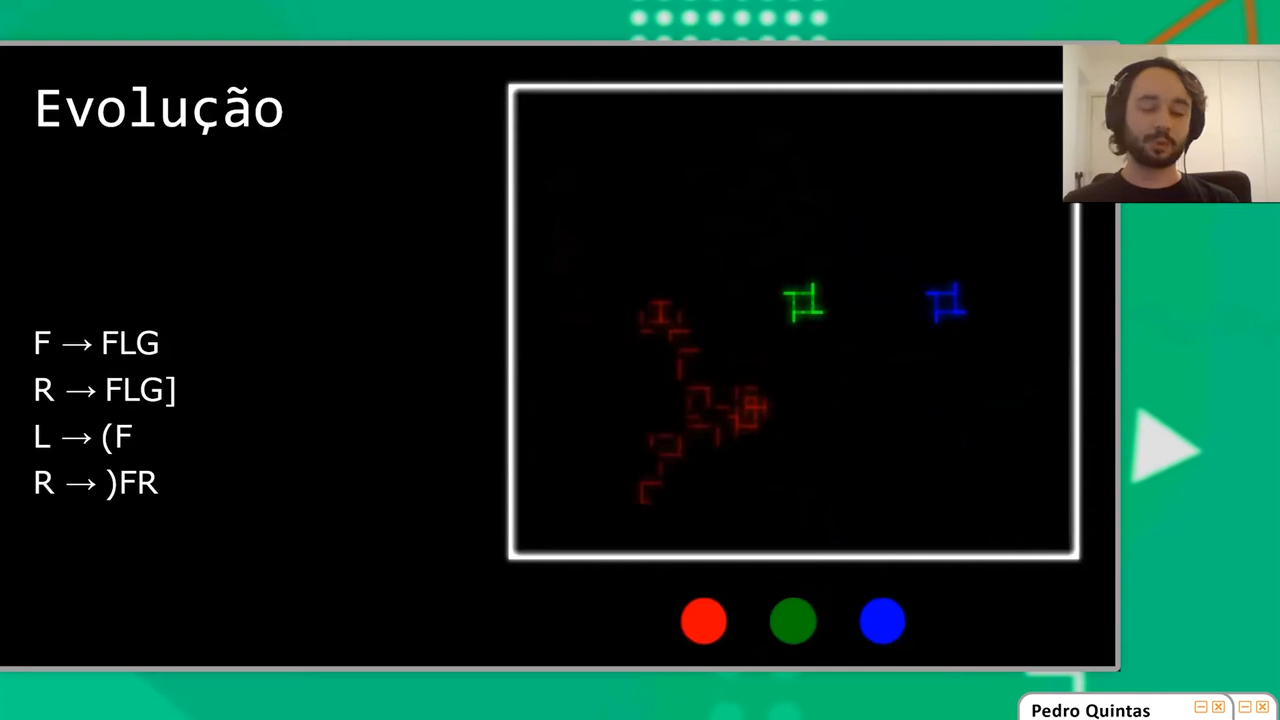 Evolução
F → FLG
R → FLG]
L → (F
R → )FR
Pedro Quintas